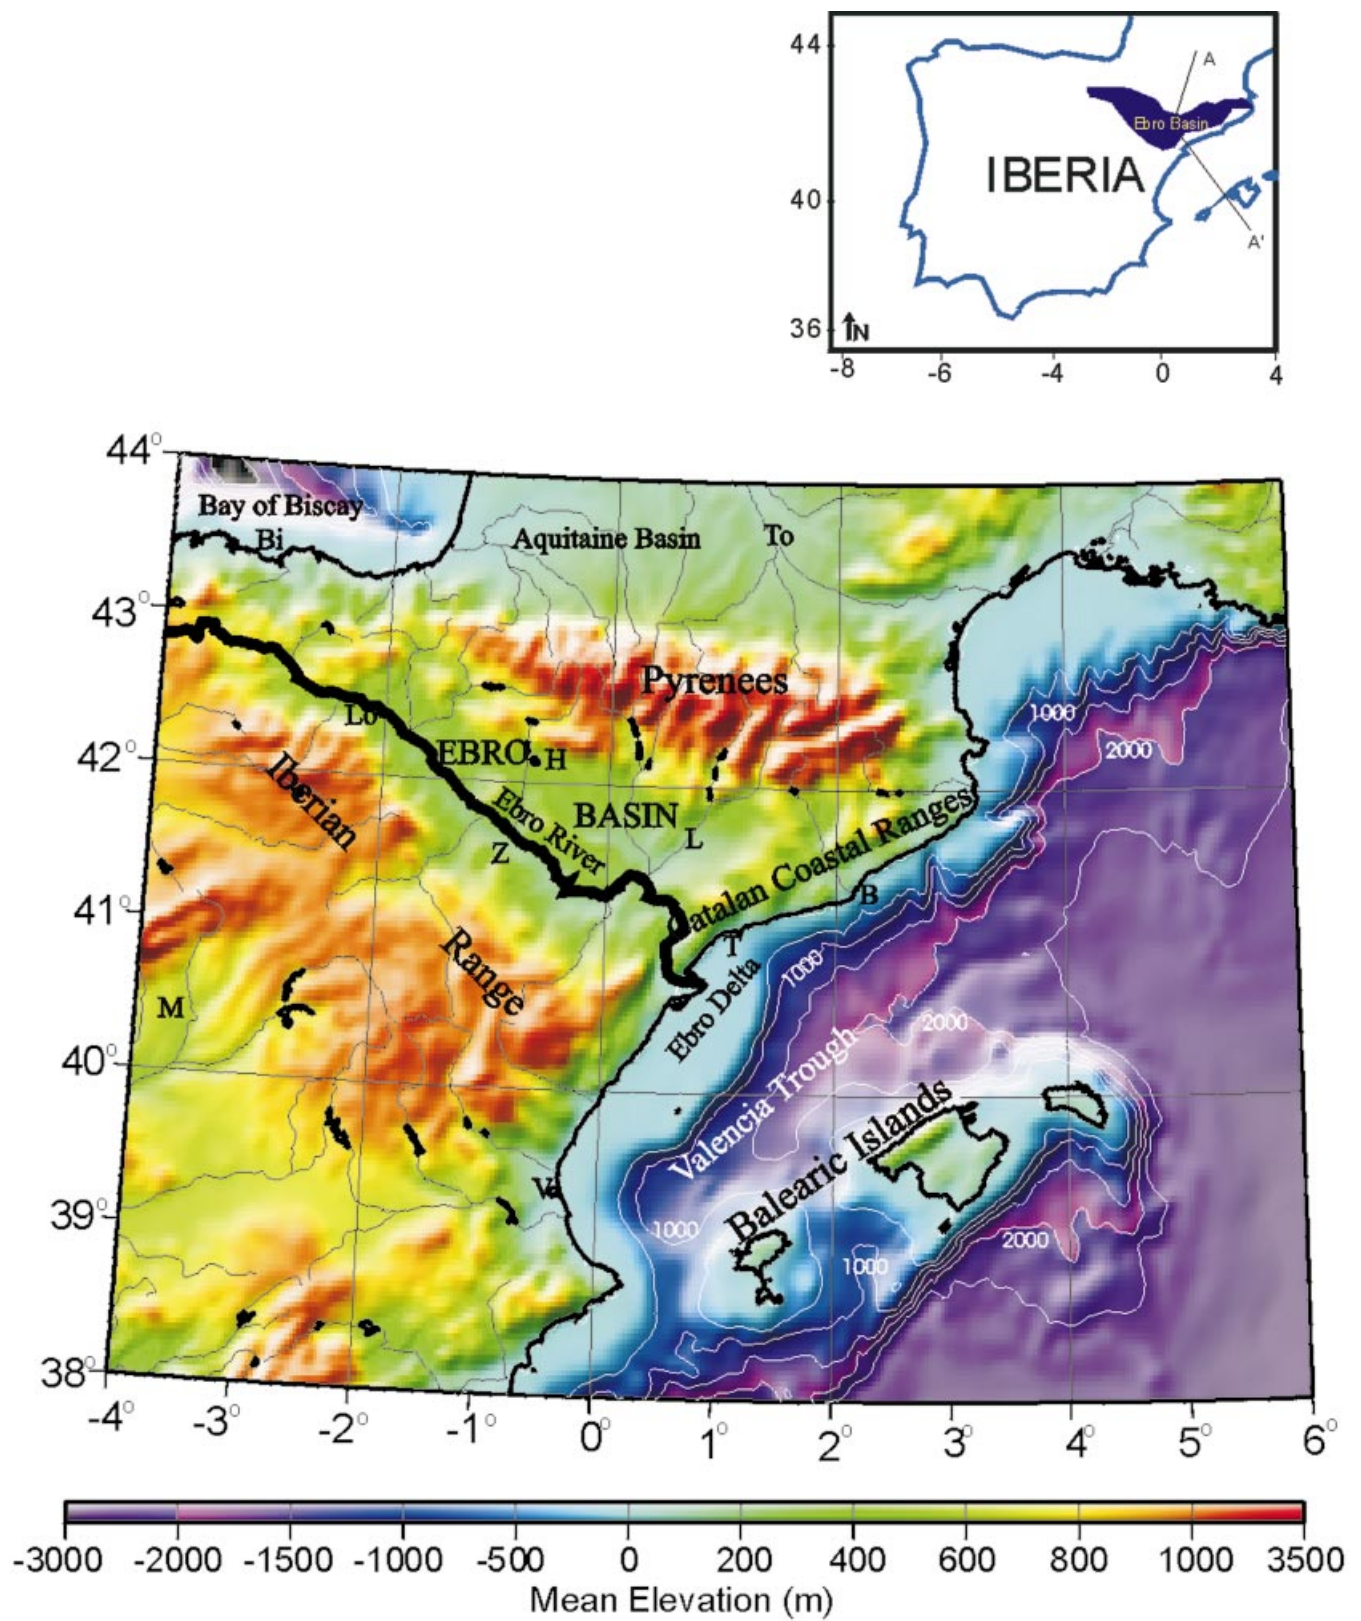 44
A
Ebro Basin
IBERIA
40
A'
36
N
-8 -6 -4 0 4
44°
Bay of Biscay
Bi
Aquitaine Basin
To
43°
Pyrenees
1000
Lo
2000
42°
EBRO
H
Iberian
Ebro River
BASIN
L
Z
Catalan Coastal Ranges
B
41°
T
Range
1000
Ebro Delta
M
2000
40°
Valencia Trough
Balearic Islands
Va
39°
1000
2000
1000
38°
-4° -3° -2° -1° 0° 1° 2° 3° 4° 5° 6°
-3000 -2000 -1500 -1000 -500 0 200 400 600 800 1000 3500
Mean Elevation (m)